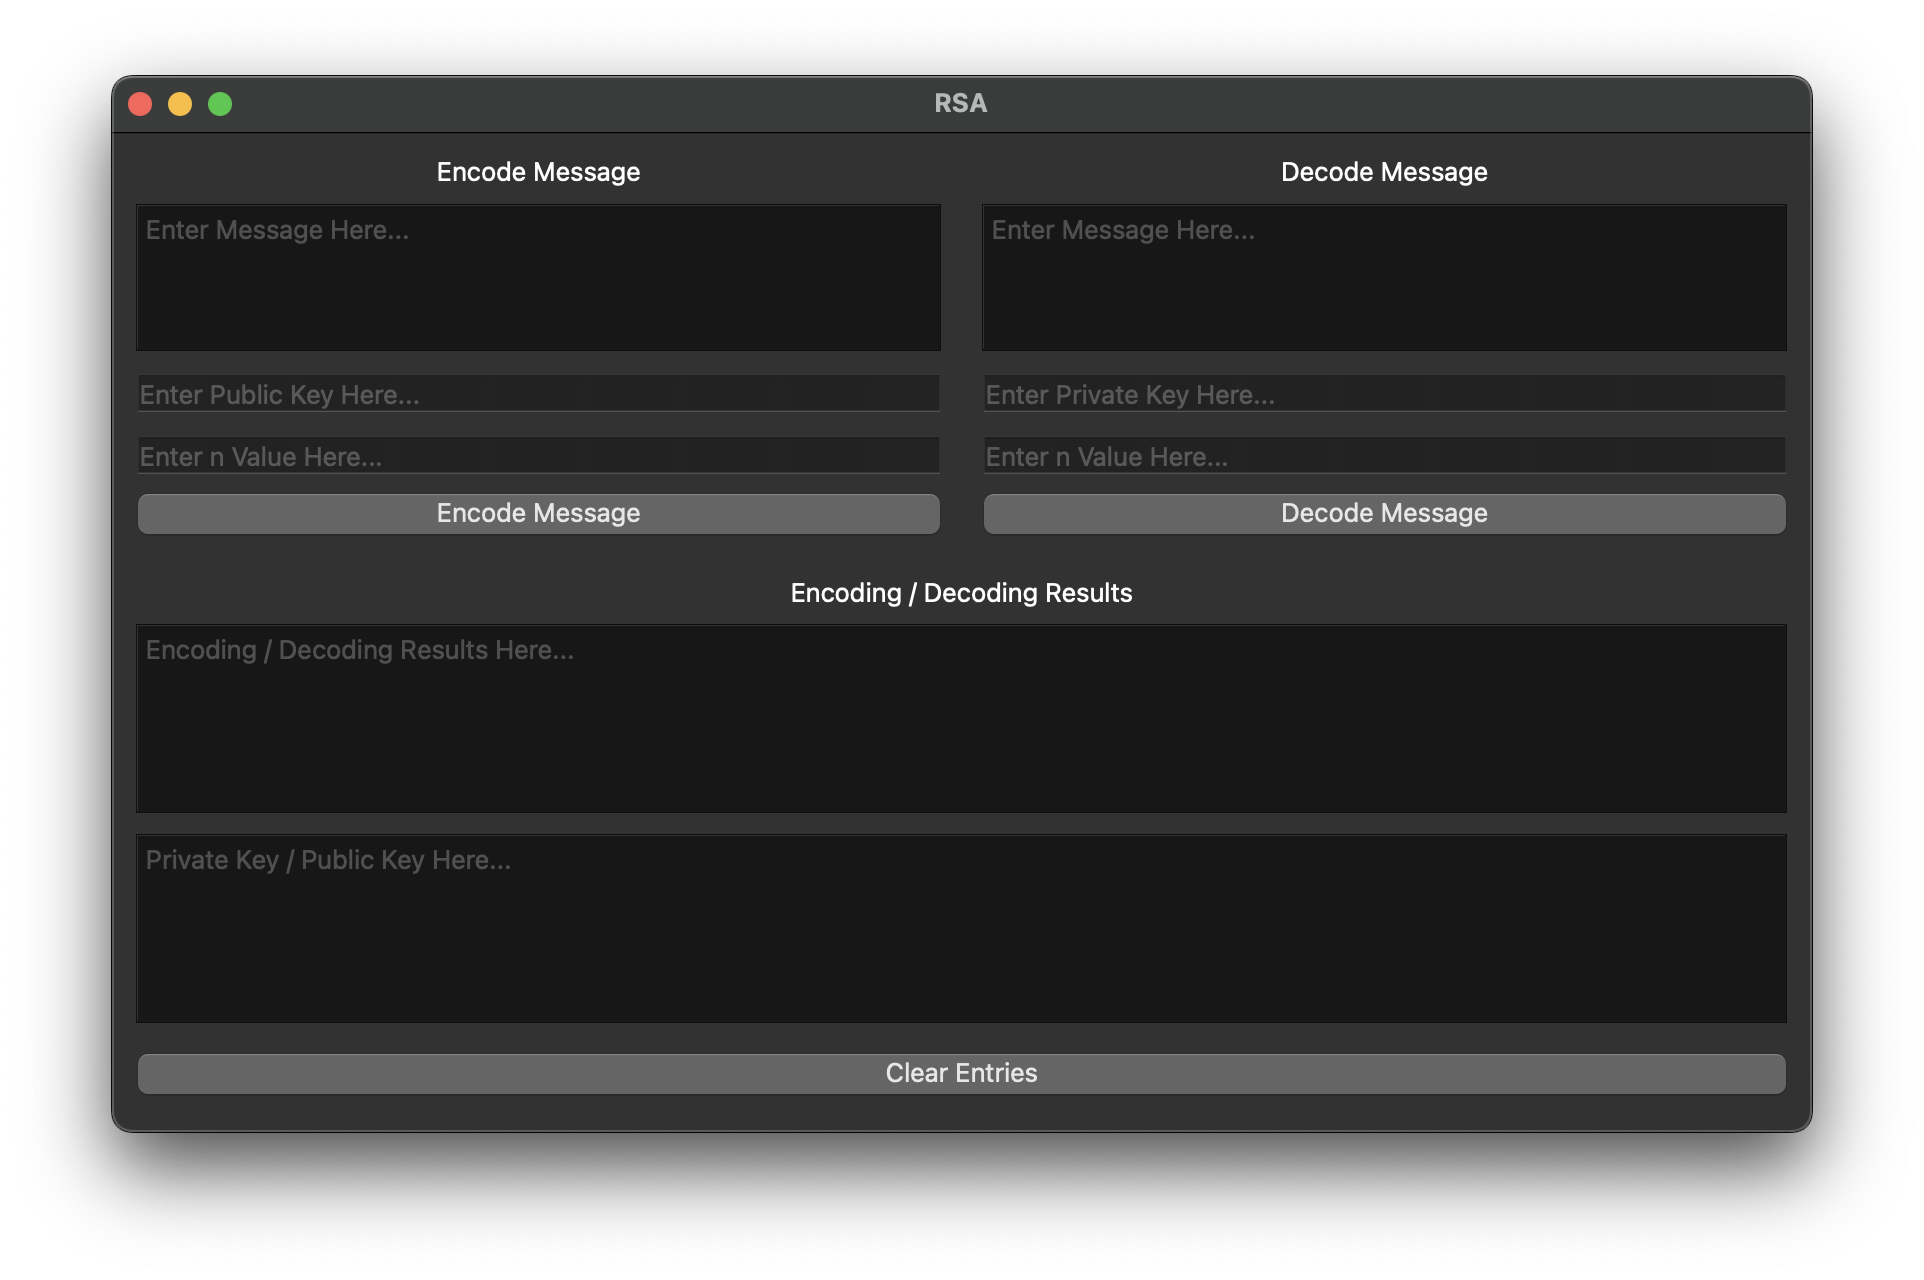 RSA
Encode Message
Enter Message Here...
Enter Public Key Here...
Enter n Value Here...
Encode Message
Decode Message
Enter Message Here...
Enter Private Key Here...
Enter n Value Here...
Decode Message
Encoding / Decoding Results
Encoding / Decoding Results Here...
Private Key / Public Key Here...
Clear Entries